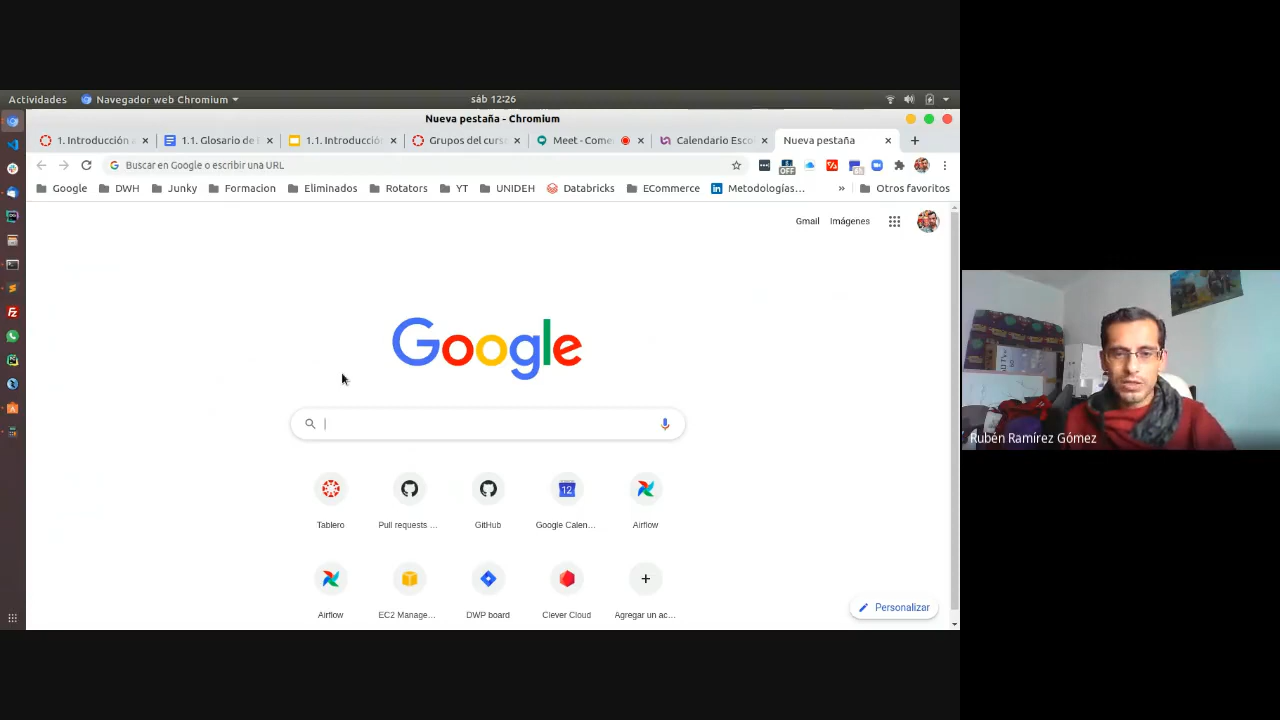 Actividades Navegador web Chromium sáb 12:26
Nueva pestaña - Chromium
1. Introducción 1.1. Glosario de 1.1. Introducción Grupos del curs Meet - Come Calendario Esco Nueva pestaña
Buscar en Google o escribir una URL
OFF
Google DWH Junky Formacion Eliminados Rotators YT UNIDEH Databricks ECommerce Metodologías... » Otros favoritos
Gmail Imágenes
Google
Tablero Pull requests ... GitHub Google Calen... Airflow
Airflow EC2 Manage... DWP board Clever Cloud Agregar un ac...
Personalizar
Rubén Ramírez Gómez